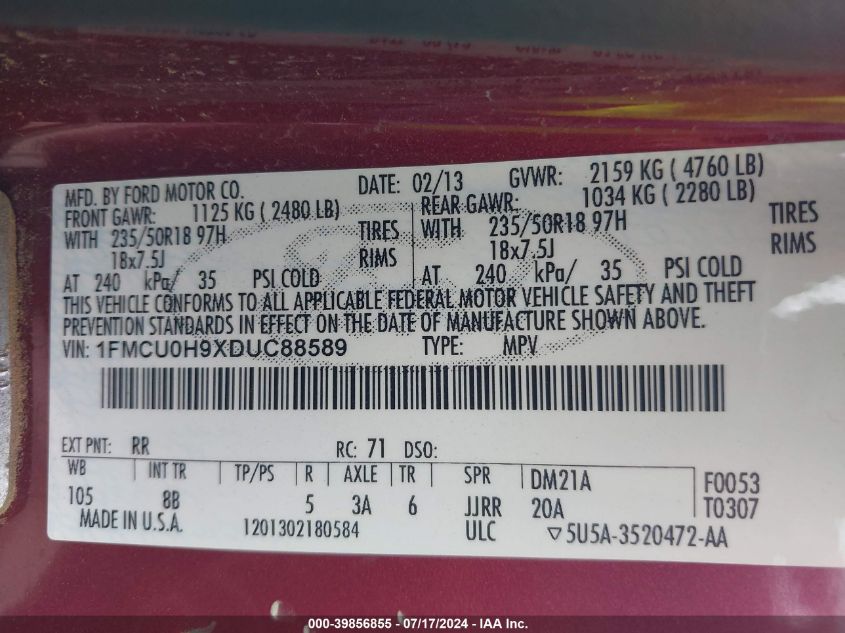 MFD. BY FORD MOTOR CO. DATE: 02/13 GVWR: 2159 KG ( 4760 LB)
FRONT GAWR: 1125 KG ( 2480 LB) REAR GAWR: 1034 KG ( 2280 LB)
WITH 235/50R18 97H TIRES WITH 235/50R18 97H TIRES
18x7.5J RIMS 18x7.5J RIMS
AT 240 kPa/ 35 PSI COLD AT 240 kPa/ 35 PSI COLD
THIS VEHICLE CONFORMS TO ALL APPLICABLE FEDERAL MOTOR VEHICLE SAFETY AND THEFT
PREVENTION STANDARDS IN EFFECT ON THE DATE OF MANUFACTURE SHOWN ABOVE.
VIN: 1FMCU0H9XDUC88589 TYPE: MPV
EXT PNT: RR RC: 71 DSO:
WB INT TR TP/PS R AXLE TR SPR DM21A F0053
105 8B 5 3A 6 JJRR 20A T0307
MADE IN U.S.A. 1201302180584 ULC ▽5U5A-3520472-AA
000-39856855 - 07/17/2024 - IAA Inc.